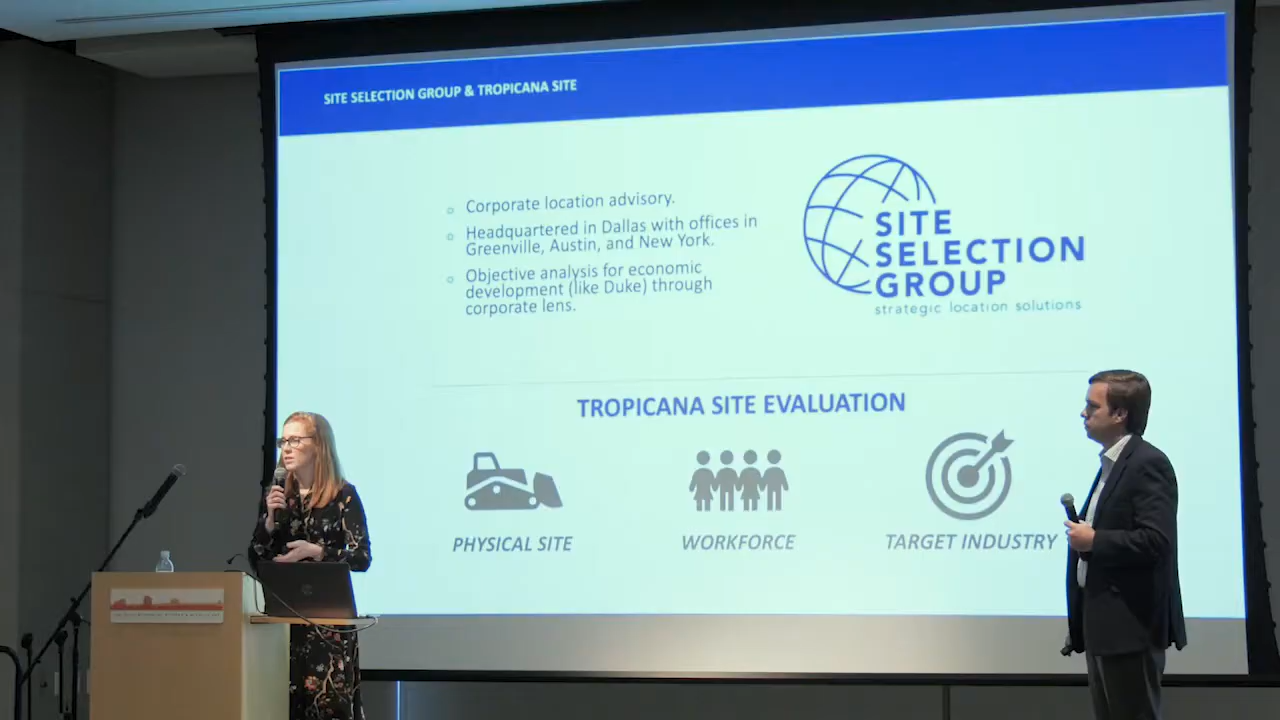 SITE SELECTION GROUP & TROPICANA SITE
Corporate location advisory.
Headquartered in Dallas with offices in
Greenville, Austin, and New York.
Objective analysis for economic
development (like Duke) through
corporate lens.
SITE
SELECTION
GROUP
strategic location solutions
TROPICANA SITE EVALUATION
PHYSICAL SITE
WORKFORCE
TARGET INDUSTRY